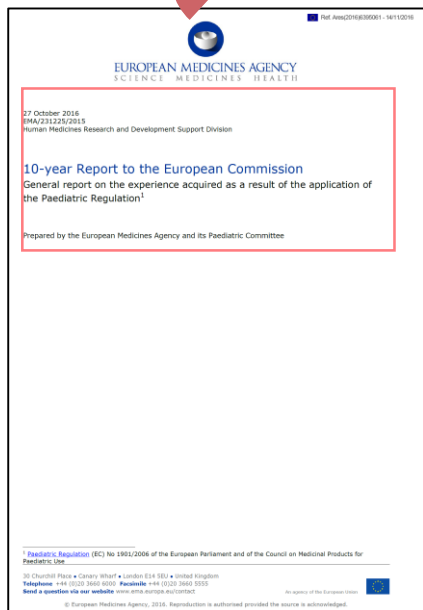 Ref. Ares(2016)6395061 - 14/11/2016
EUROPEAN MEDICINES AGENCY
SCIENCE MEDICINES HEALTH
27 October 2016
EMA/231225/2015
Human Medicines Research and Development Support Division
10-year Report to the European Commission
General report on the experience acquired as a result of the application of
the Paediatric Regulation¹
Prepared by the European Medicines Agency and its Paediatric Committee
¹ Paediatric Regulation (EC) No 1901/2006 of the European Parliament and of the Council on Medicinal Products for
Paediatric Use
30 Churchill Place • Canary Wharf • London E14 5EU • United Kingdom
Telephone +44 (0)20 3660 6000 Facsimile +44 (0)20 3660 5555
Send a question via our website www.ema.europa.eu/contact
An agency of the European Union
© European Medicines Agency, 2016. Reproduction is authorised provided the source is acknowledged.